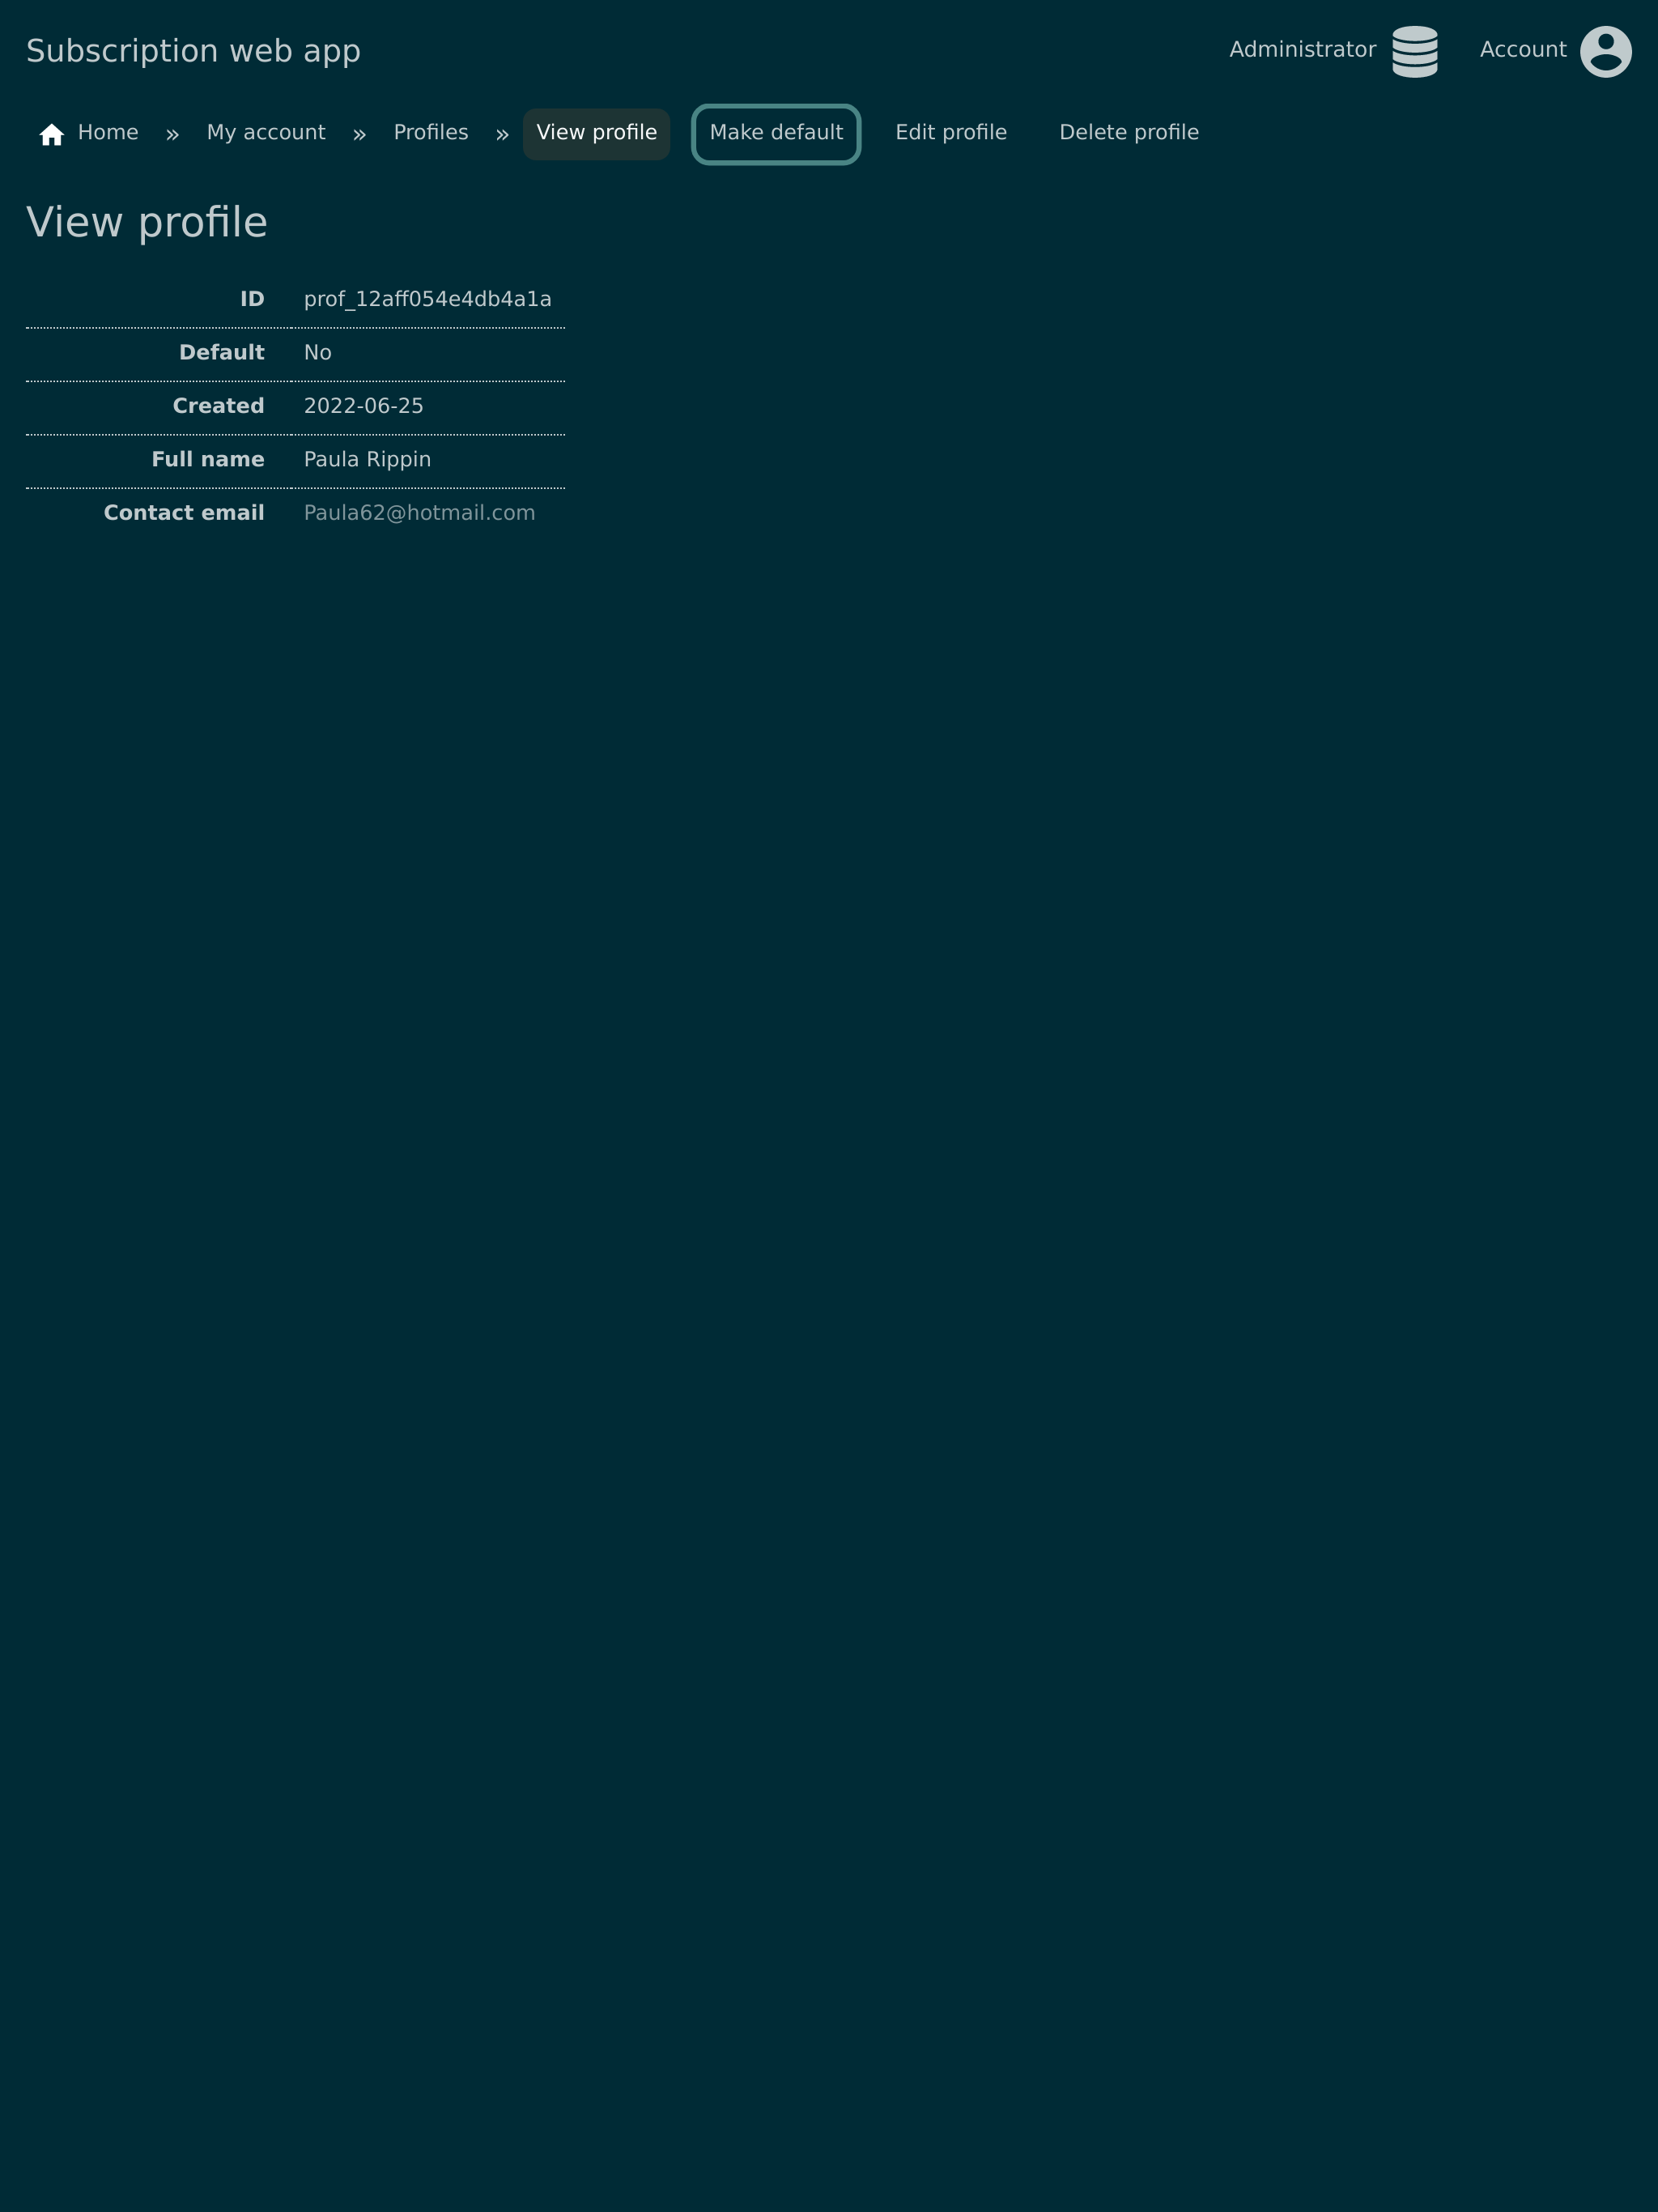 Subscription web app Administrator Account
Home » My account » Profiles » View profile Make default Edit profile Delete profile
View profile
ID prof_12aff054e4db4a1a
Default No
Created 2022-06-25
Full name Paula Rippin
Contact email Paula62@hotmail.com